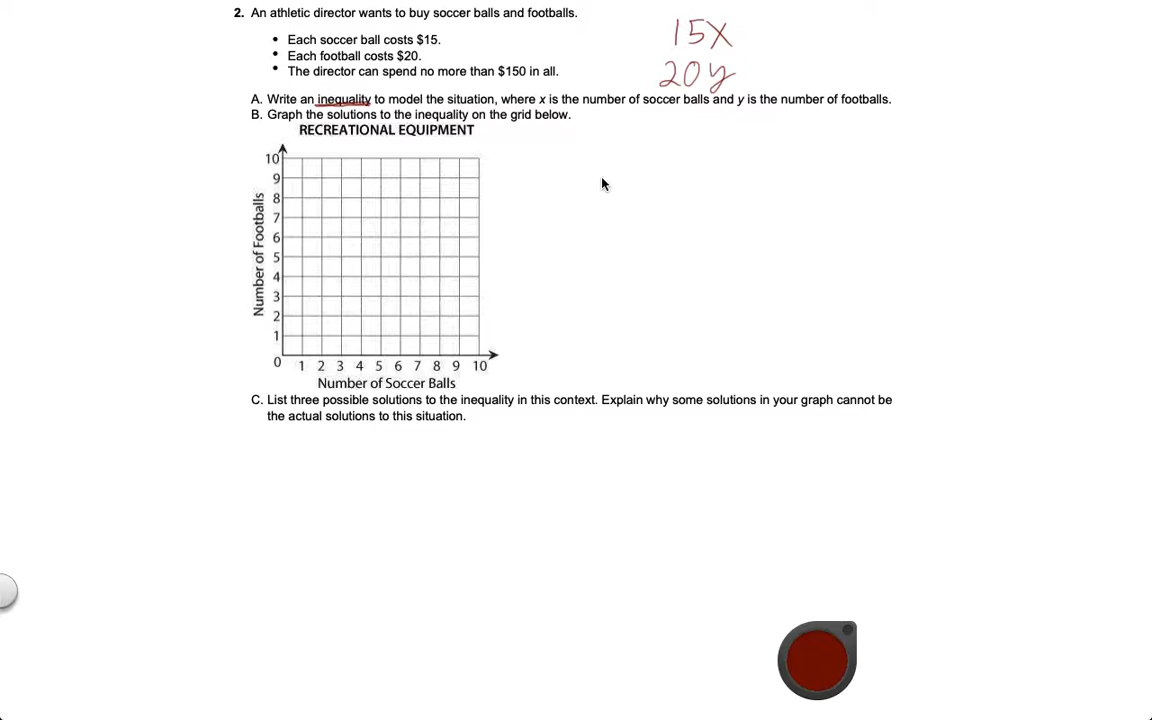 2. An athletic director wants to buy soccer balls and footballs.
15X
• Each soccer ball costs $15.
• Each football costs $20.
• The director can spend no more than $150 in all.
20y
A. Write an inequality to model the situation, where x is the number of soccer balls and y is the number of footballs.
B. Graph the solutions to the inequality on the grid below.
RECREATIONAL EQUIPMENT
Number of Footballs
10
9
8
7
6
5
4
3
2
1
0 1 2 3 4 5 6 7 8 9 10
Number of Soccer Balls
C. List three possible solutions to the inequality in this context. Explain why some solutions in your graph cannot be
the actual solutions to this situation.